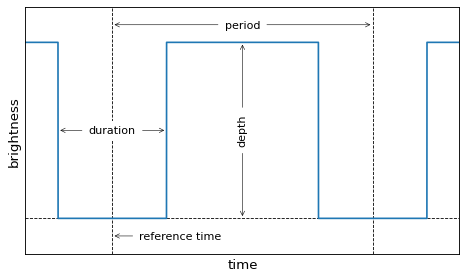 period
brightness
duration
depth
reference time
time